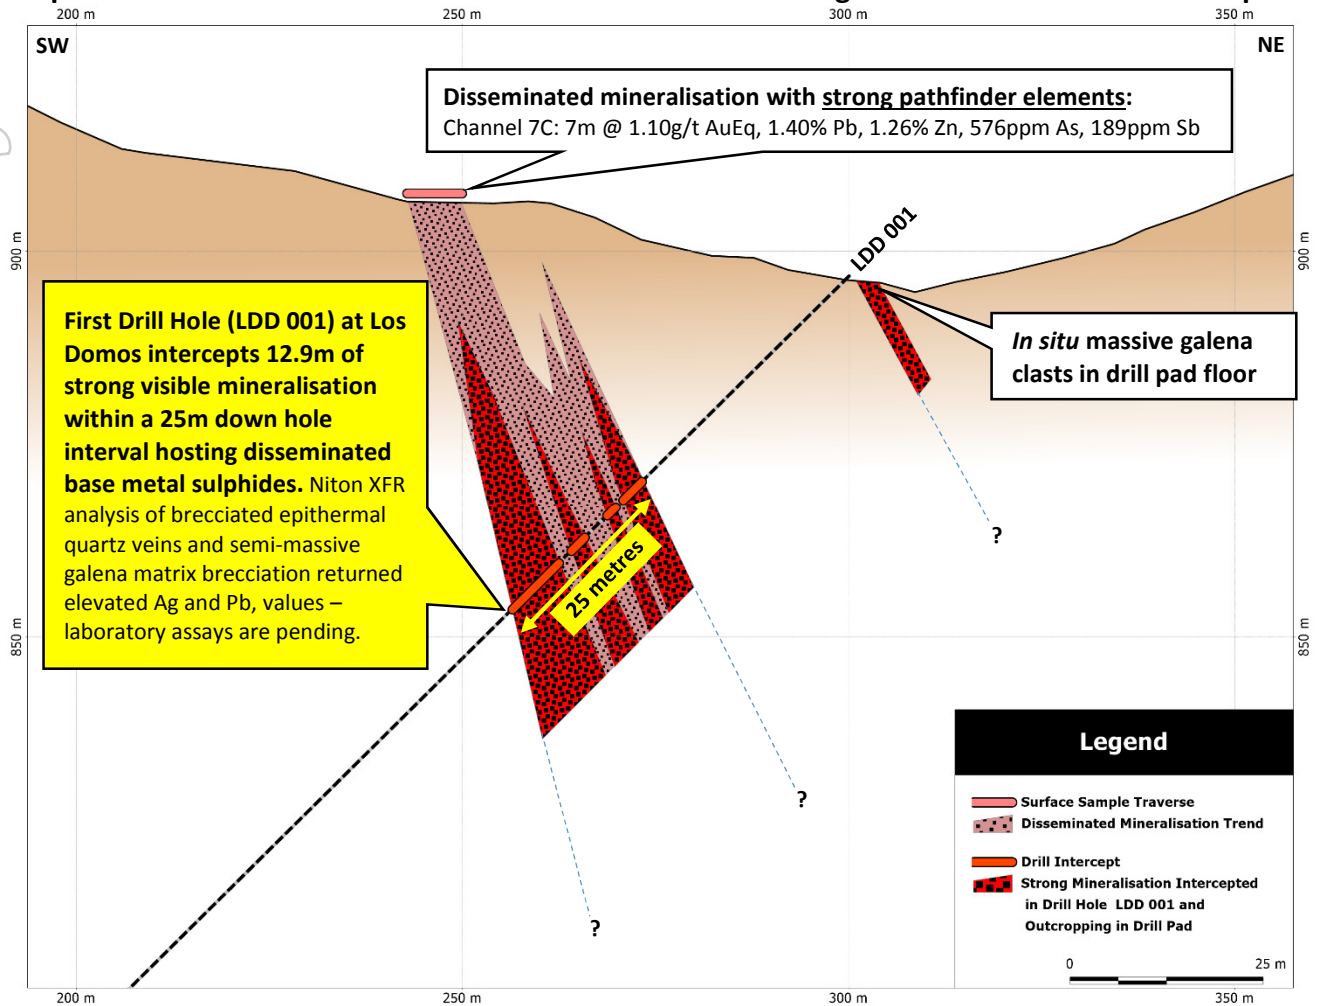 200 m
250 m
300 m
350 m
SW
NE
Disseminated mineralisation with strong pathfinder elements:
Channel 7C: 7m @ 1.10g/t AuEq, 1.40% Pb, 1.26% Zn, 576ppm As, 189ppm Sb
LDD 001
900 m
900 m
First Drill Hole (LDD 001) at Los
Domos intercepts 12.9m of
strong visible mineralisation
within a 25m down hole
interval hosting disseminated
base metal sulphides. Niton XFR
analysis of brecciated epithermal
quartz veins and semi-massive
galena matrix brecciation returned
elevated Ag and Pb, values –
laboratory assays are pending.
In situ massive galena
clasts in drill pad floor
25 metres
?
850 m
850 m
?
?
Legend
Surface Sample Traverse
Disseminated Mineralisation Trend
Drill Intercept
Strong Mineralisation Intercepted
in Drill Hole LDD 001 and
Outcropping in Drill Pad
0
25 m
200 m
250 m
300 m
350 m